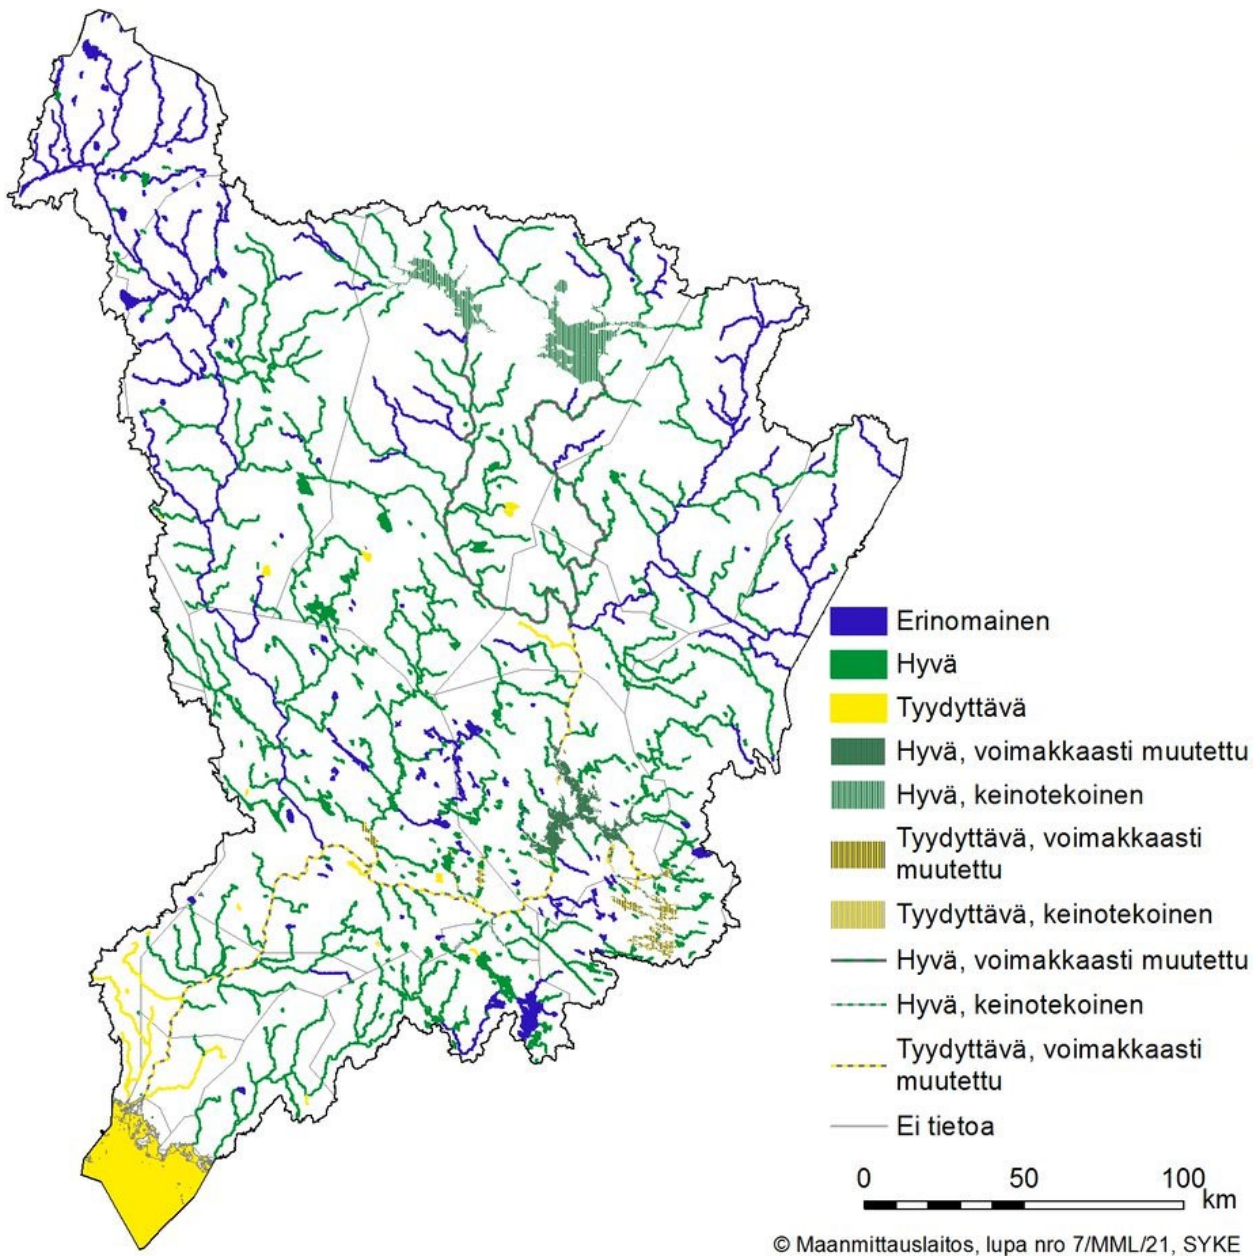 Erinomainen
Hyvä
Tyydyttävä
Hyvä, voimakkaasti muutettu
Hyvä, keinotekoinen
Tyydyttävä, voimakkaasti
muutettu
Tyydyttävä, keinotekoinen
Hyvä, voimakkaasti muutettu
Hyvä, keinotekoinen
Tyydyttävä, voimakkaasti
muutettu
Ei tietoa
0 50 100
km
© Maanmittauslaitos, lupa nro 7/MML/21, SYKE